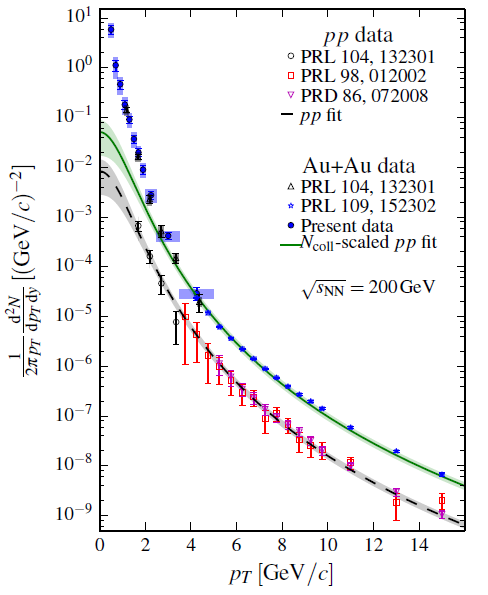 pp data
PRL 104, 132301
PRL 98, 012002
PRD 86, 072008
pp fit
Au+Au data
PRL 104, 132301
PRL 109, 152302
Present data
N_coll-scaled pp fit
√s_NN = 200 GeV
10^1
10^0
10^−1
10^−2
10^−3
10^−4
10^−5
10^−6
10^−7
10^−8
10^−9
1/(2πp_T) d²N/(dp_T dy) [(GeV/c)^−2]
0 2 4 6 8 10 12 14
p_T [GeV/c]